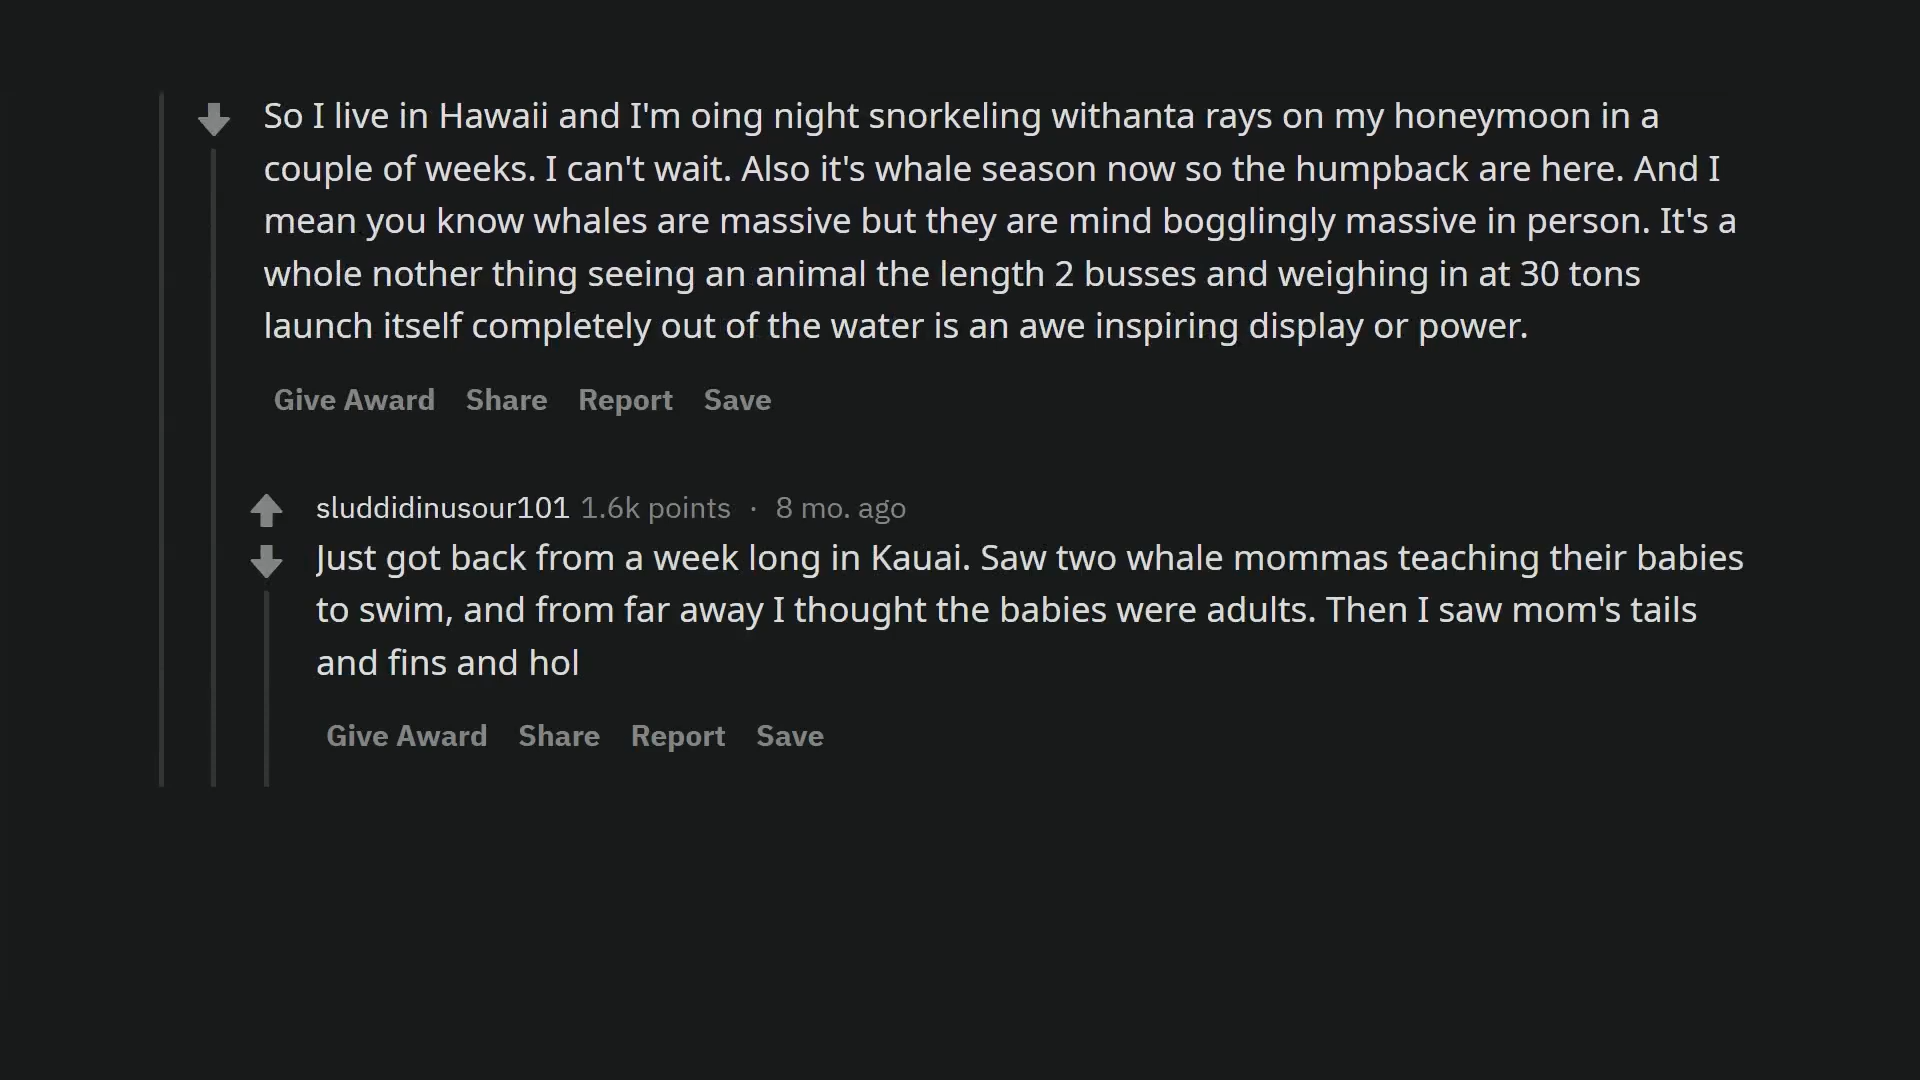 So I live in Hawaii and I'm oing night snorkeling withanta rays on my honeymoon in a
couple of weeks. I can't wait. Also it's whale season now so the humpback are here. And I
mean you know whales are massive but they are mind bogglingly massive in person. It's a
whole nother thing seeing an animal the length 2 busses and weighing in at 30 tons
launch itself completely out of the water is an awe inspiring display or power.
Give Award Share Report Save
sluddidinusour101 1.6k points · 8 mo. ago
Just got back from a week long in Kauai. Saw two whale mommas teaching their babies
to swim, and from far away I thought the babies were adults. Then I saw mom's tails
and fins and hol
Give Award Share Report Save